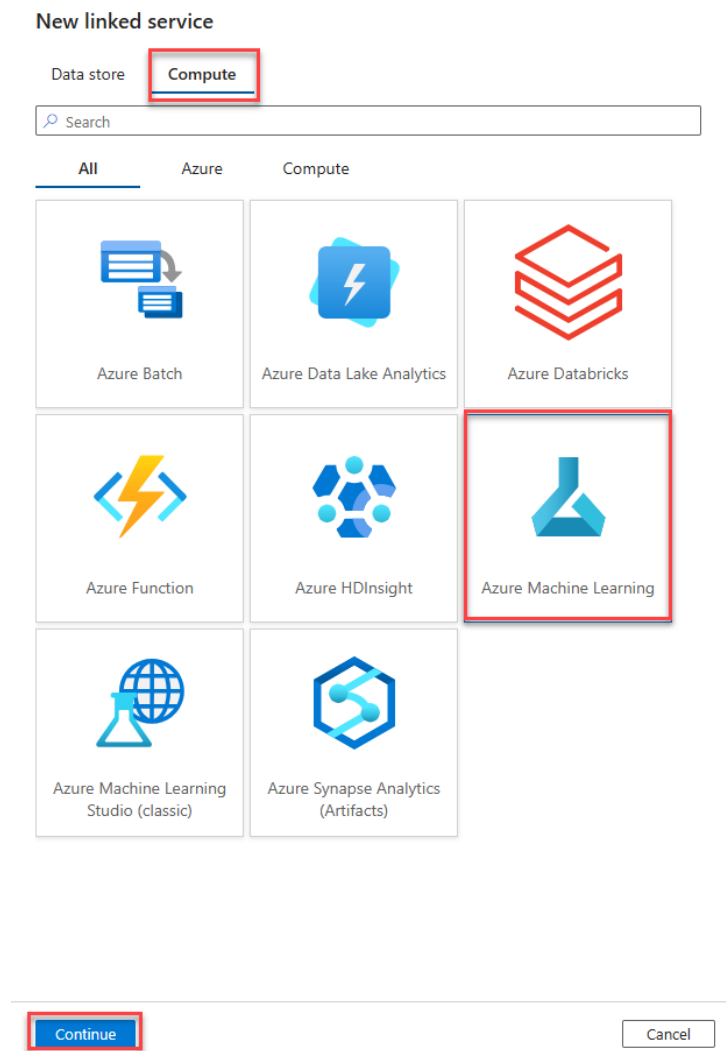 New linked service
Data store Compute
Search
All Azure Compute
Azure Batch Azure Data Lake Analytics Azure Databricks
Azure Function Azure HDInsight Azure Machine Learning
Azure Machine Learning
Studio (classic)
Azure Synapse Analytics
(Artifacts)
Continue Cancel